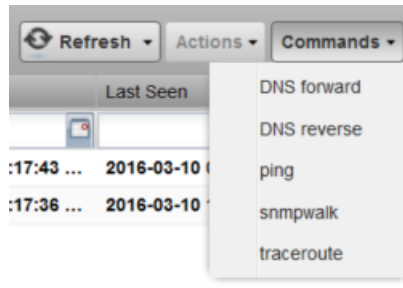 Refresh Actions Commands
Last Seen DNS forward
DNS reverse
:17:43 ... 2016-03-10 ping
:17:36 ... 2016-03-10 snmpwalk
traceroute